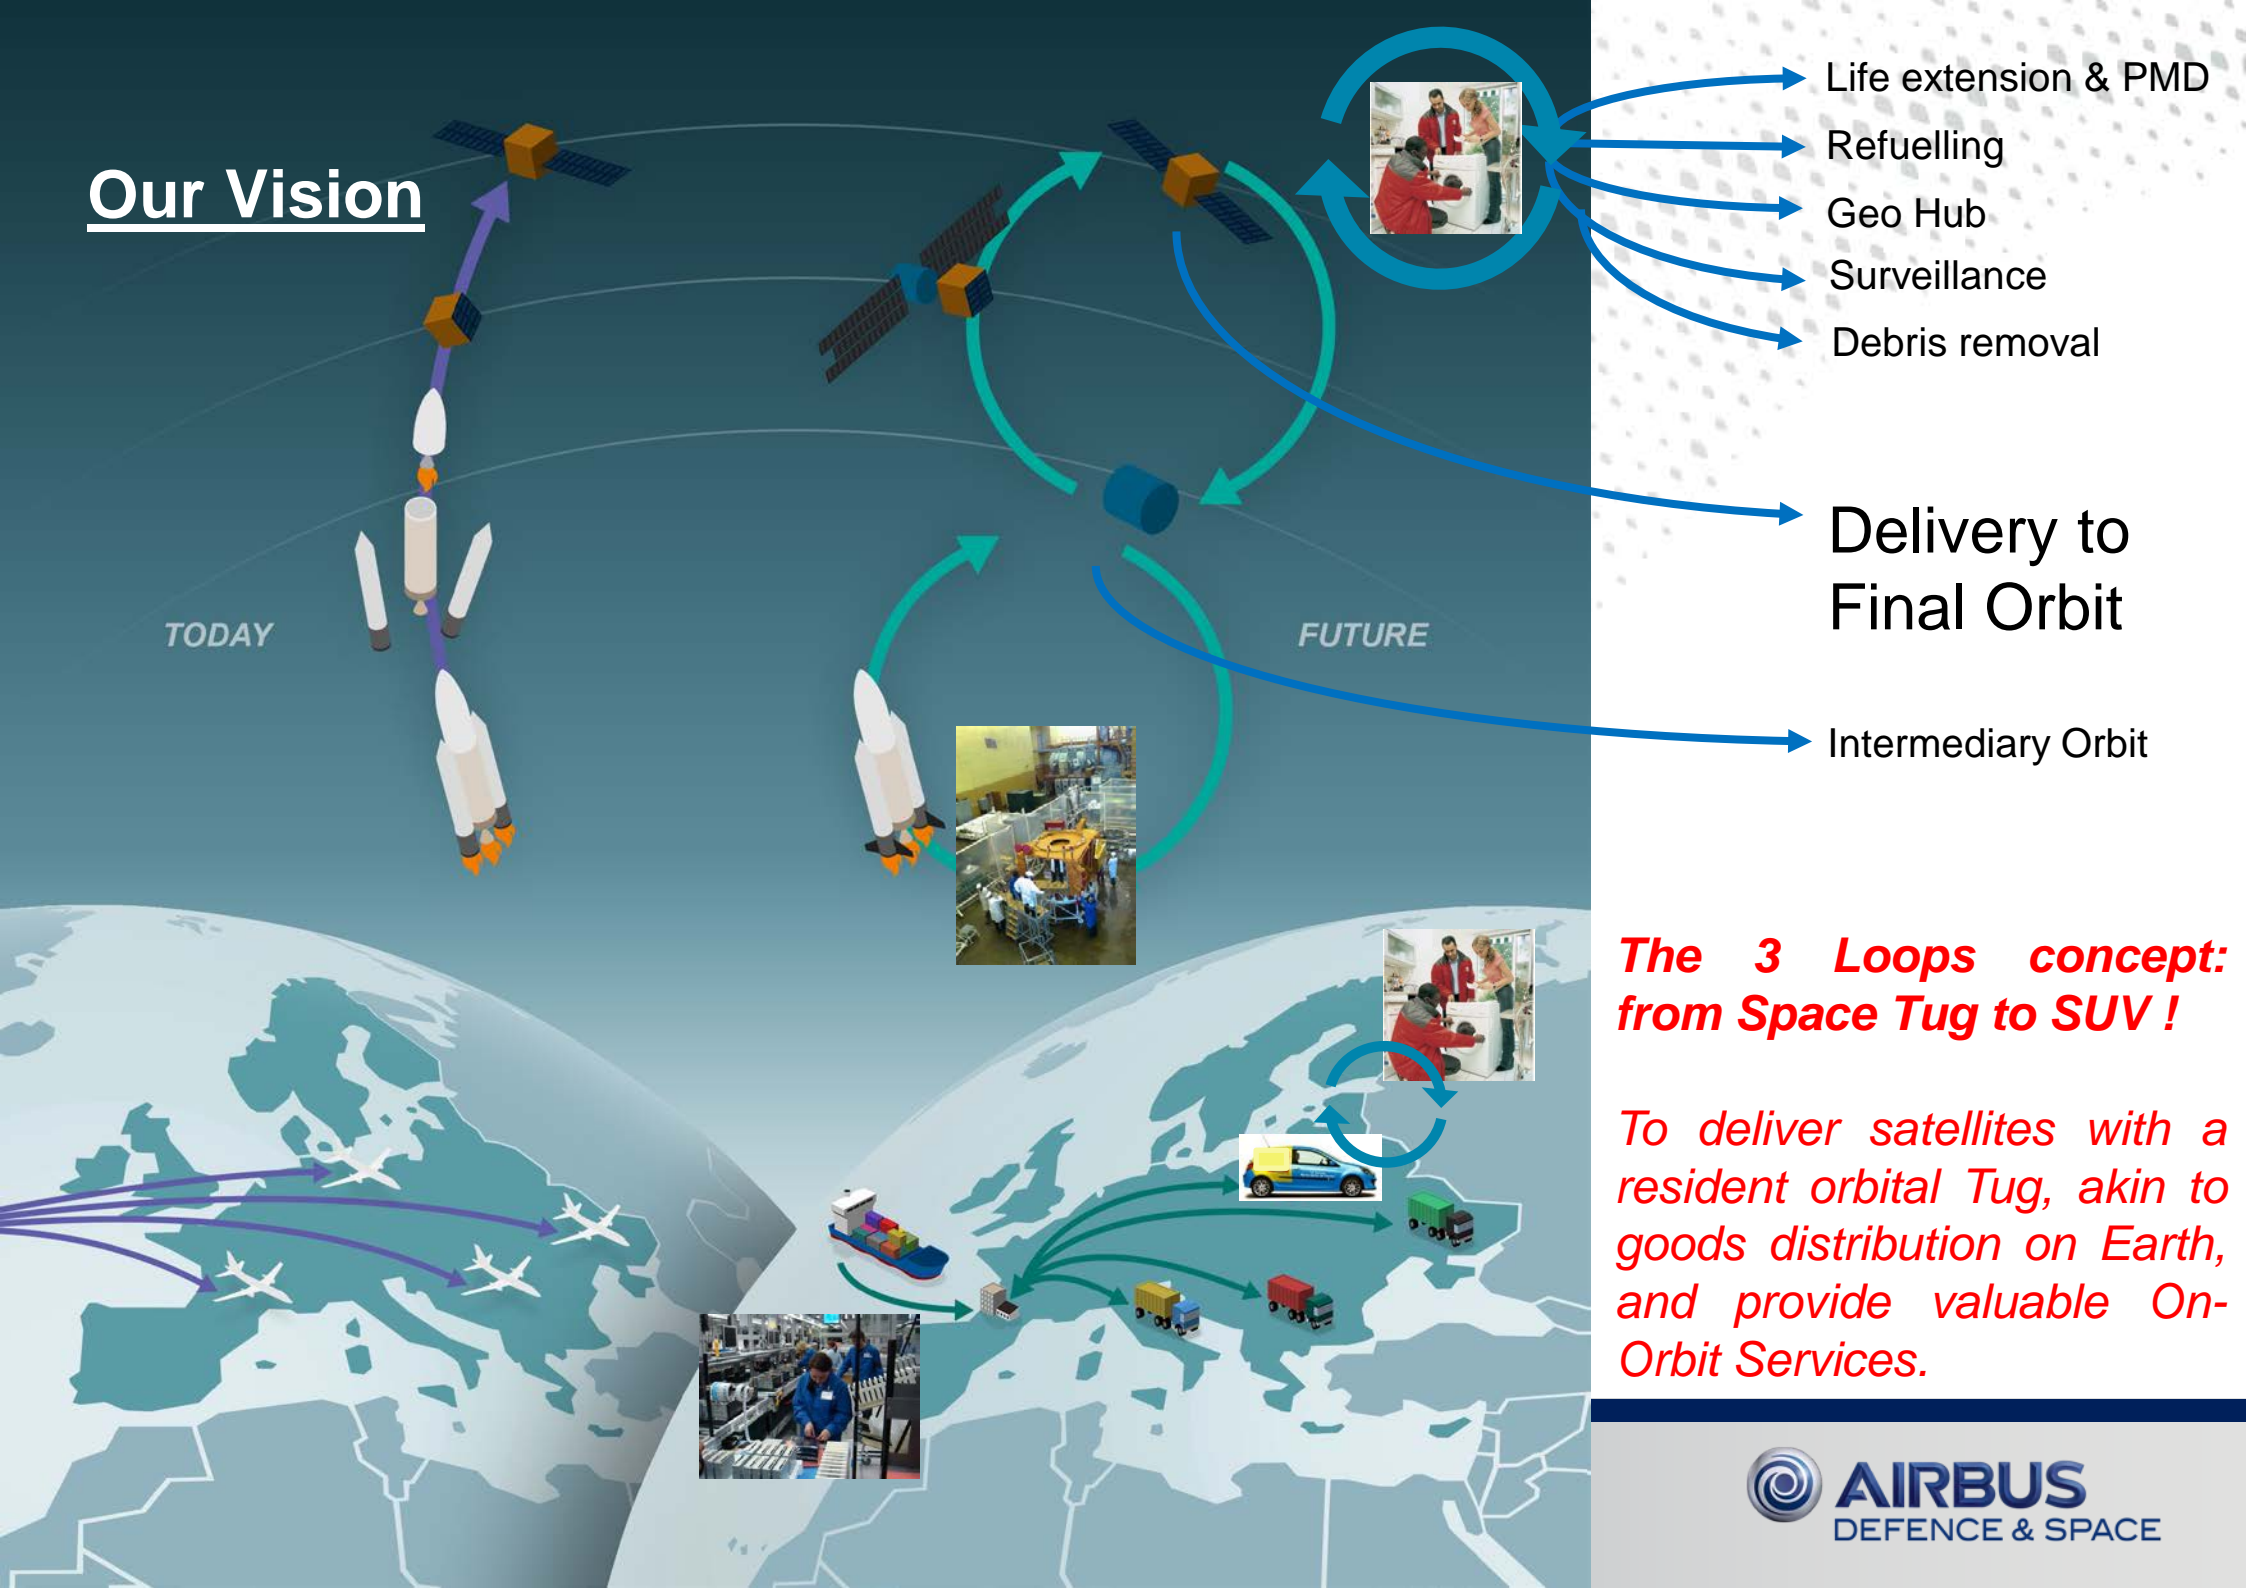 Our Vision
Life extension & PMD
Refuelling
Geo Hub
Surveillance
Debris removal
Delivery to
Final Orbit
TODAY
FUTURE
Intermediary Orbit
The 3 Loops concept:
from Space Tug to SUV !
To deliver satellites with a
resident orbital Tug, akin to
goods distribution on Earth,
and provide valuable On-
Orbit Services.
AIRBUS
DEFENCE & SPACE